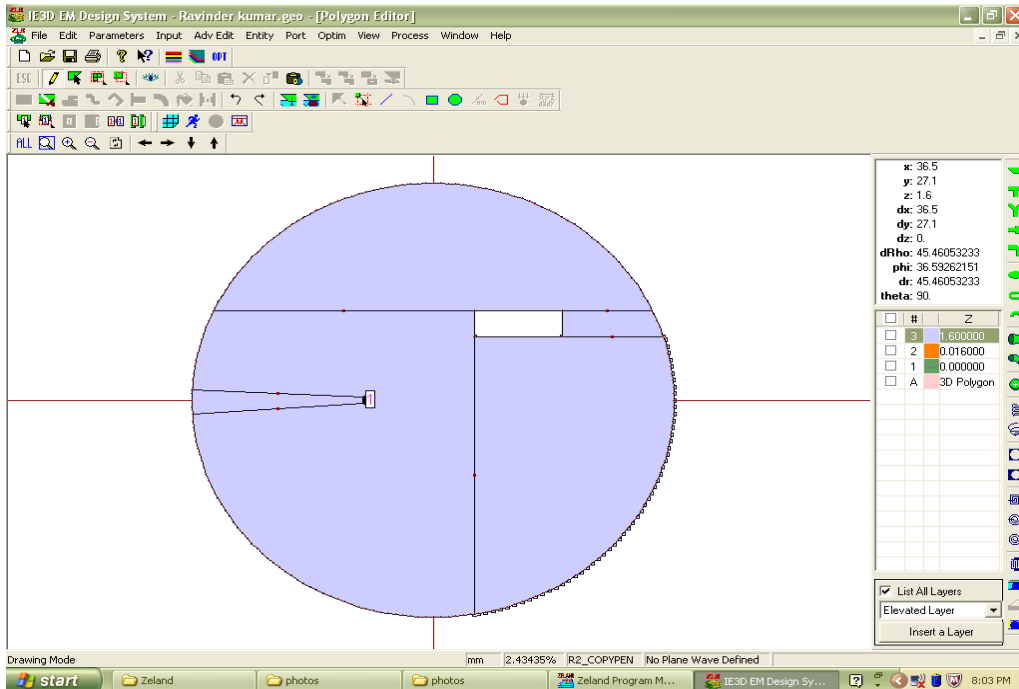 IE3D EM Design System - Ravinder kumar.geo - [Polygon Editor]
File Edit Parameters Input Adv Edit Entity Port Optim View Process Window Help
OPT
ESC
ALL
x: 36.5
y: 27.1
z: 1.6
dx: 36.5
dy: 27.1
dz: 0.
dRho: 45.46053233
phi: 36.59262151
dr: 45.46053233
theta: 90.
# Z
3 1.600000
2 0.016000
1 0.000000
A 3D Polygon
1
List All Layers
Elevated Layer
Insert a Layer
Drawing Mode mm 2.43435% R2_COPYPEN No Plane Wave Defined
start Zeland photos photos Zeland Program M... IE3D EM Design Sy... 8:03 PM